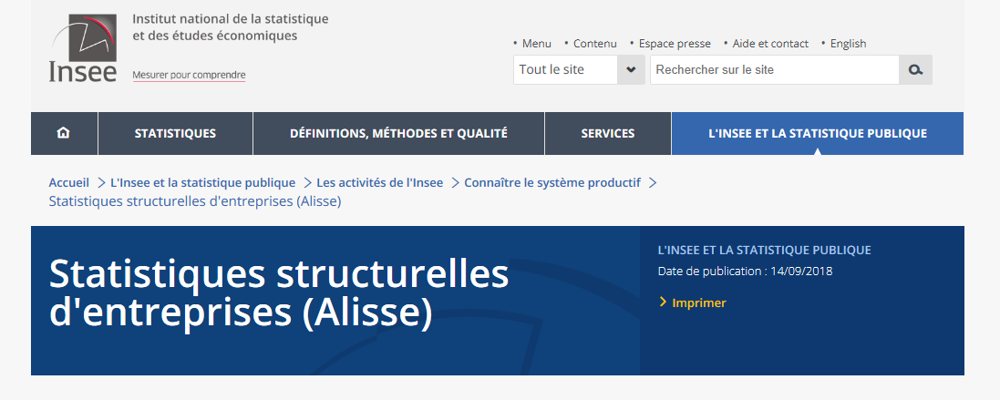 Institut national de la statistique
et des études économiques
Insee
Mesurer pour comprendre
• Menu • Contenu • Espace presse • Aide et contact • English
Tout le site
Rechercher sur le site
STATISTIQUES DÉFINITIONS, MÉTHODES ET QUALITÉ SERVICES L'INSEE ET LA STATISTIQUE PUBLIQUE
Accueil > L'Insee et la statistique publique > Les activités de l'Insee > Connaître le système productif >
Statistiques structurelles d'entreprises (Alisse)
Statistiques structurelles
d'entreprises (Alisse)
L'INSEE ET LA STATISTIQUE PUBLIQUE
Date de publication : 14/09/2018
> Imprimer